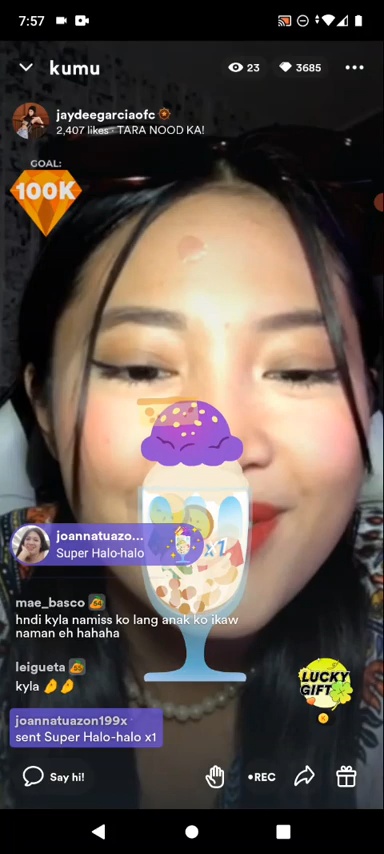 7:57
kumu
23
3685
jaydeegarciaofc
2,407 likes · TARA NOOD KA!
GOAL:
100K
joannatuazo...
Super Halo-halo
x1
mae_basco
hndi kyla namiss ko lang anak ko ikaw
naman eh hahaha
leigueta
kyla
joannatuazon199x
sent Super Halo-halo x1
LUCKY
GIFT
Say hi!
•REC